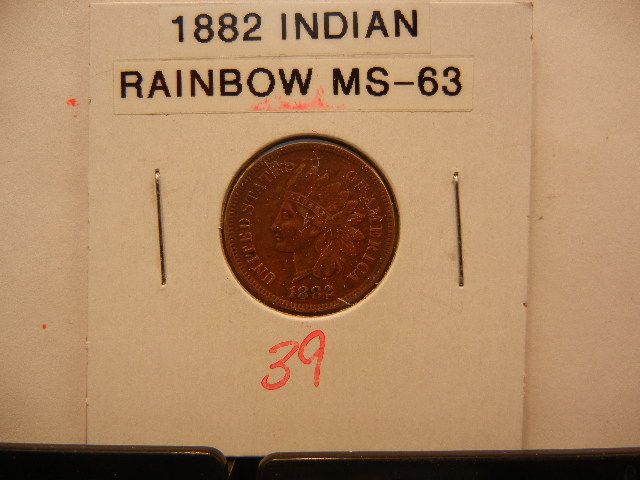 1882 INDIAN
RAINBOW MS-63
UNITED STATES OF AMERICA
1882
39